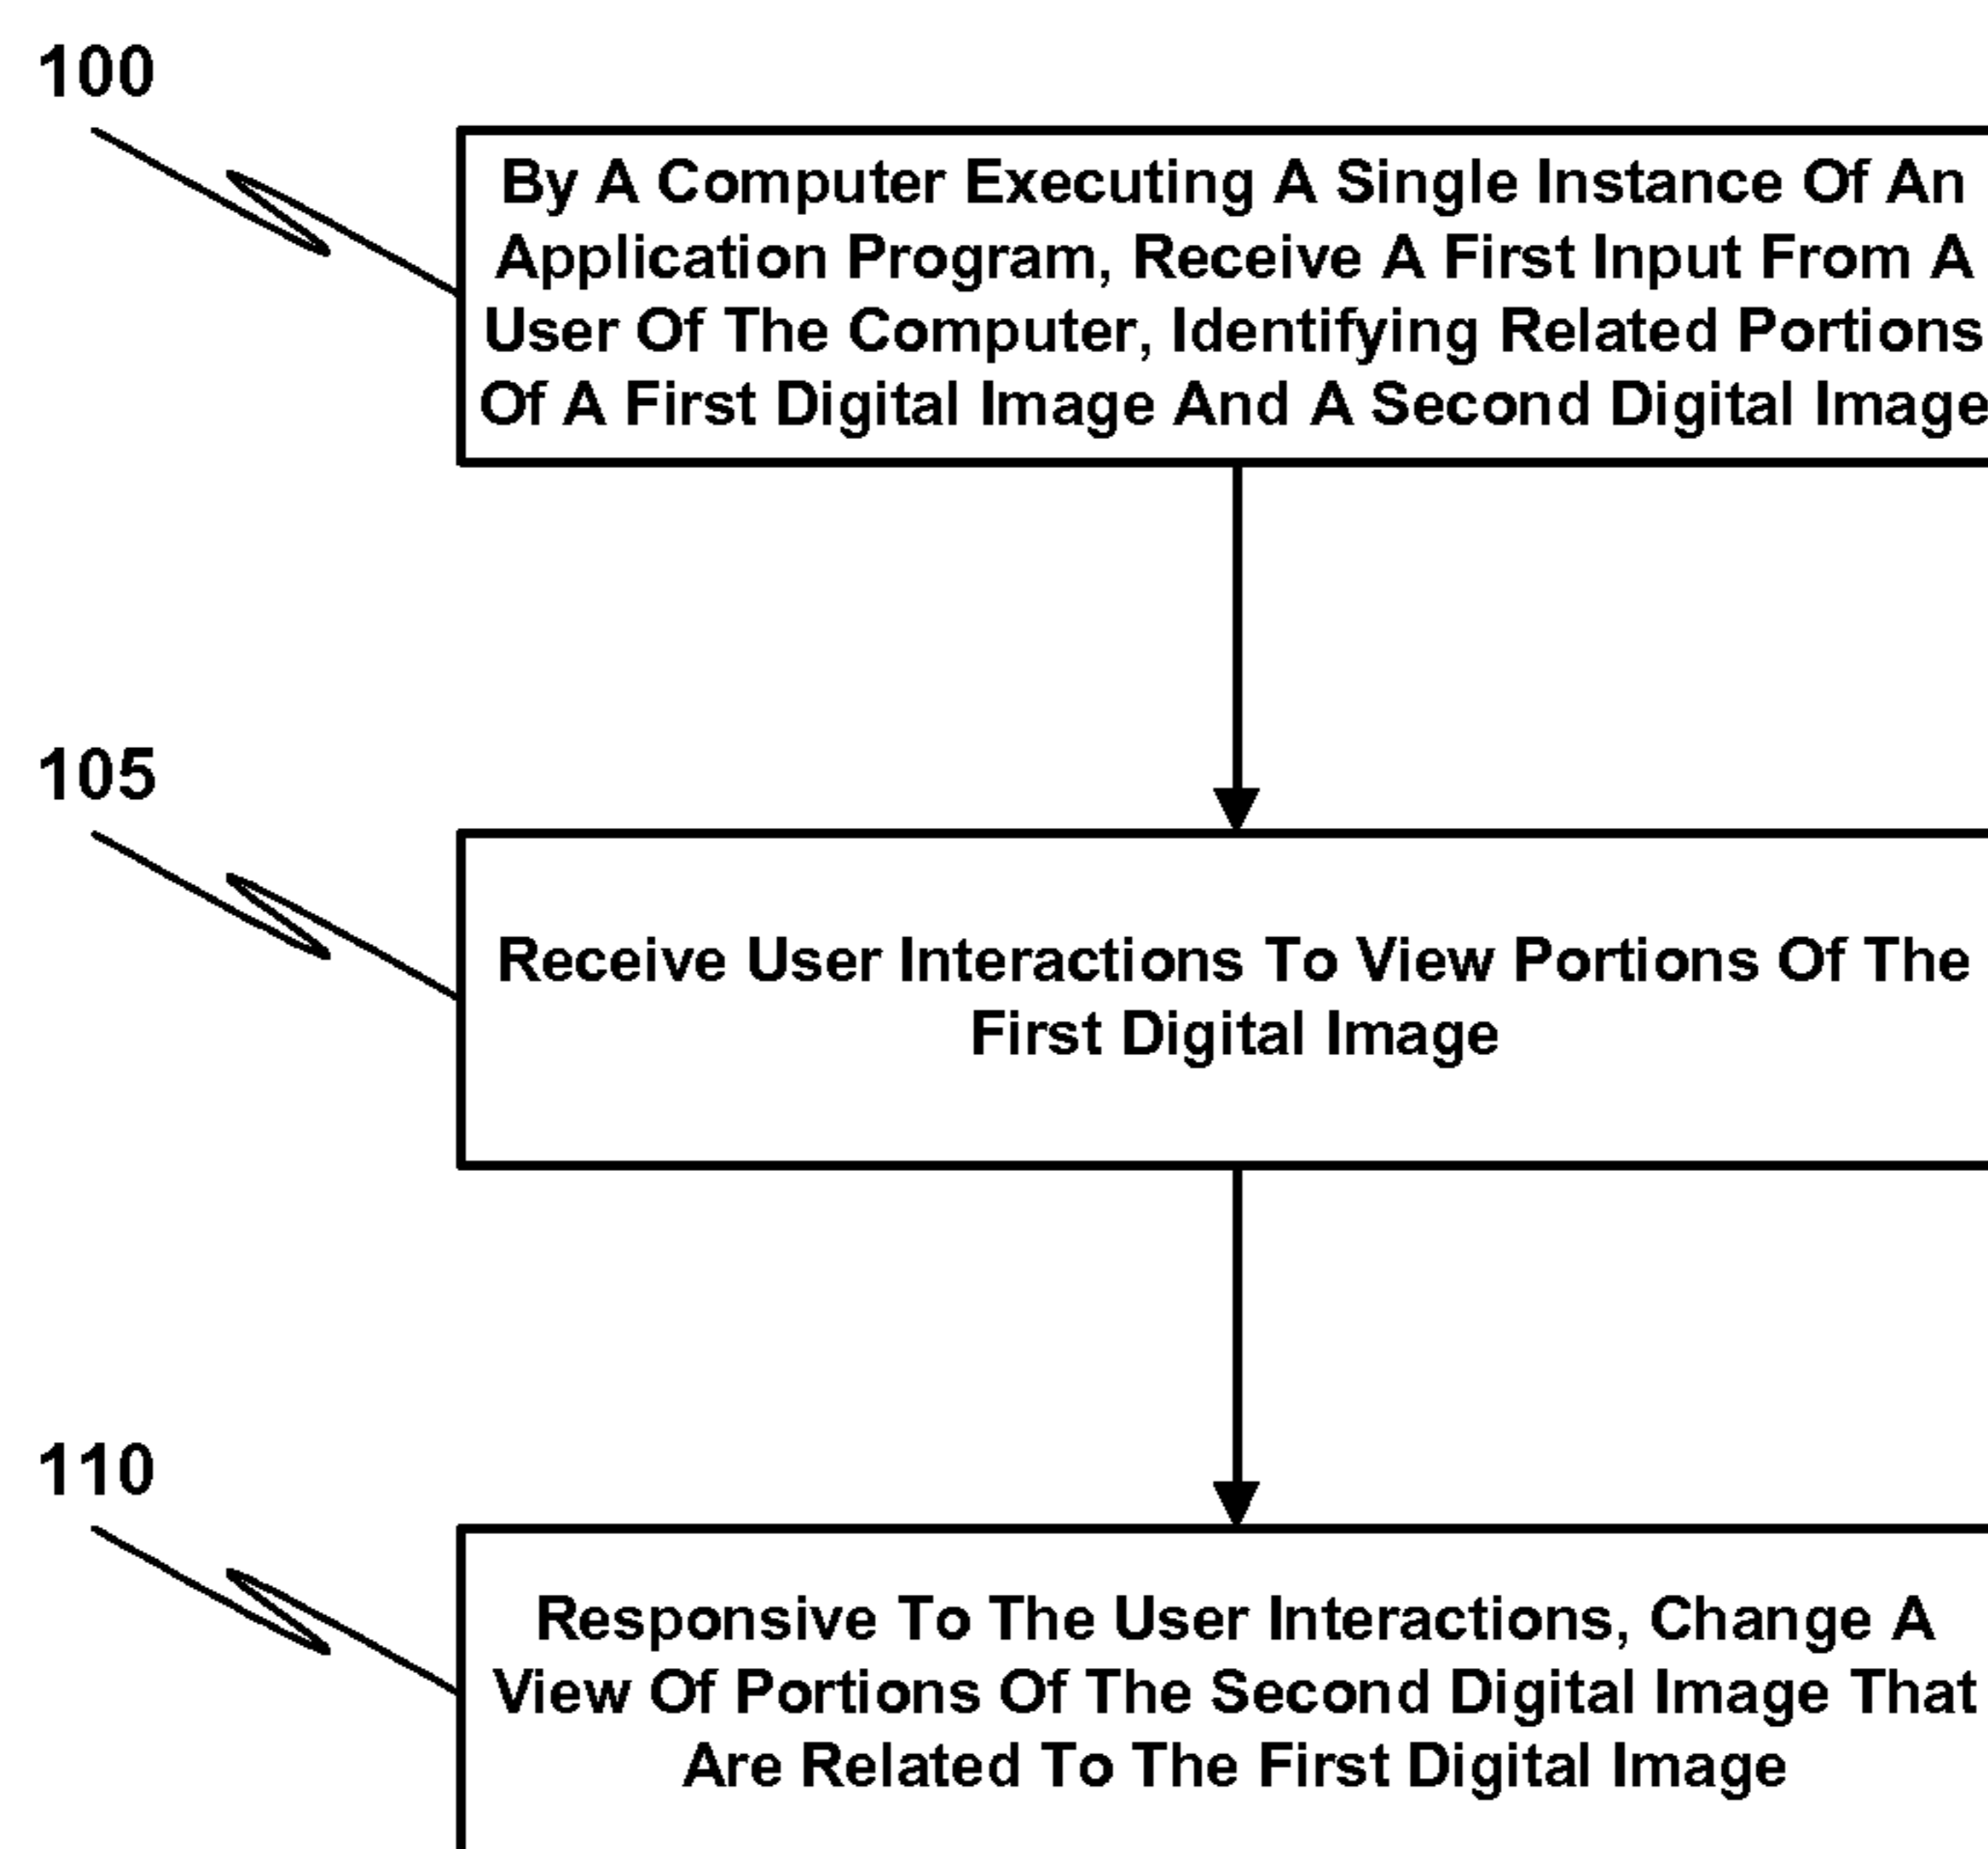 100
By A Computer Executing A Single Instance Of An
Application Program, Receive A First Input From A
User Of The Computer, Identifying Related Portions
Of A First Digital Image And A Second Digital Image
105
Receive User Interactions To View Portions Of The
First Digital Image
110
Responsive To The User Interactions, Change A
View Of Portions Of The Second Digital Image That
Are Related To The First Digital Image